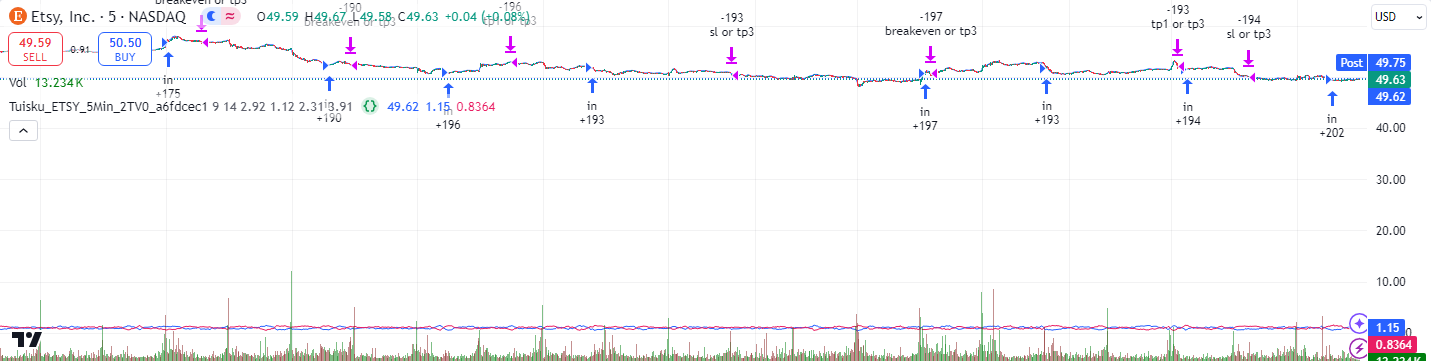 Etsy, Inc. · 5 · NASDAQ
O49.59 H49.67 L49.58 C49.63 +0.04 (+0.08%)
USD
49.59
SELL
0.91
50.50
BUY
Vol 13.234K
Tuisku_ETSY_5Min_2TV0_a6fdcec1 9 14 2.92 1.12 2.31 3.91 {} 49.62 1.15 0.8364
breakeven or tp3
-190
breakeven or tp3
-196
tp1 or tp3
-193
sl or tp3
-197
breakeven or tp3
-193
tp1 or tp3
-194
sl or tp3
in
+175
in
+190
in
+196
in
+193
in
+197
in
+193
in
+194
in
+202
Post 49.75
49.63
49.62
40.00
30.00
20.00
10.00
1.15
0.8364
13.234K